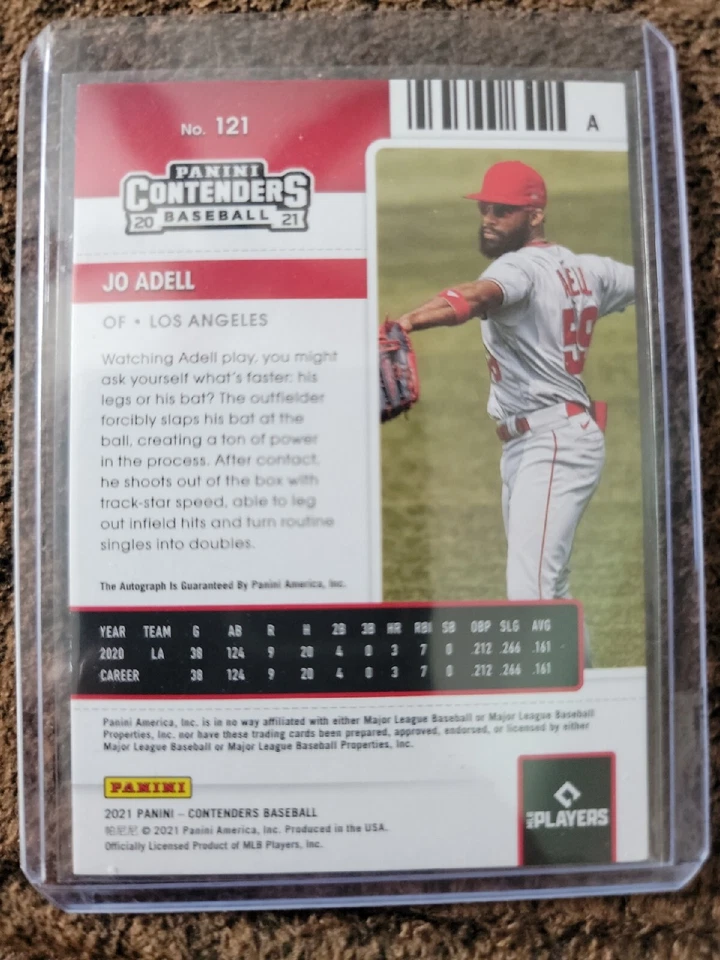 No. 121
A
PANINI
CONTENDERS
20 BASEBALL 21
JO ADELL
OF • LOS ANGELES
Watching Adell play, you might
ask yourself what's faster: his
legs or his bat? The outfielder
forcibly slaps his bat at the
ball, creating a ton of power
in the process. After contact,
he shoots out of the box with
track-star speed, able to leg
out infield hits and turn routine
singles into doubles.
The Autograph Is Guaranteed By Panini America, Inc.
ADELL
59
YEAR TEAM G AB R H 2B 3B HR RBI SB OBP SLG AVG
2020 LA 38 124 9 20 4 0 3 7 0 .212 .266 .161
CAREER 38 124 9 20 4 0 3 7 0 .212 .266 .161
Panini America, Inc. is in no way affiliated with either Major League Baseball or Major League Baseball
Properties, Inc. nor have these trading cards been prepared, approved, endorsed, or licensed by either
Major League Baseball or Major League Baseball Properties, Inc.
PANINI
2021 PANINI – CONTENDERS BASEBALL
帕尼尼 © 2021 Panini America, Inc. Produced in the USA.
Officially Licensed Product of MLB Players, Inc.
MLB PLAYERS